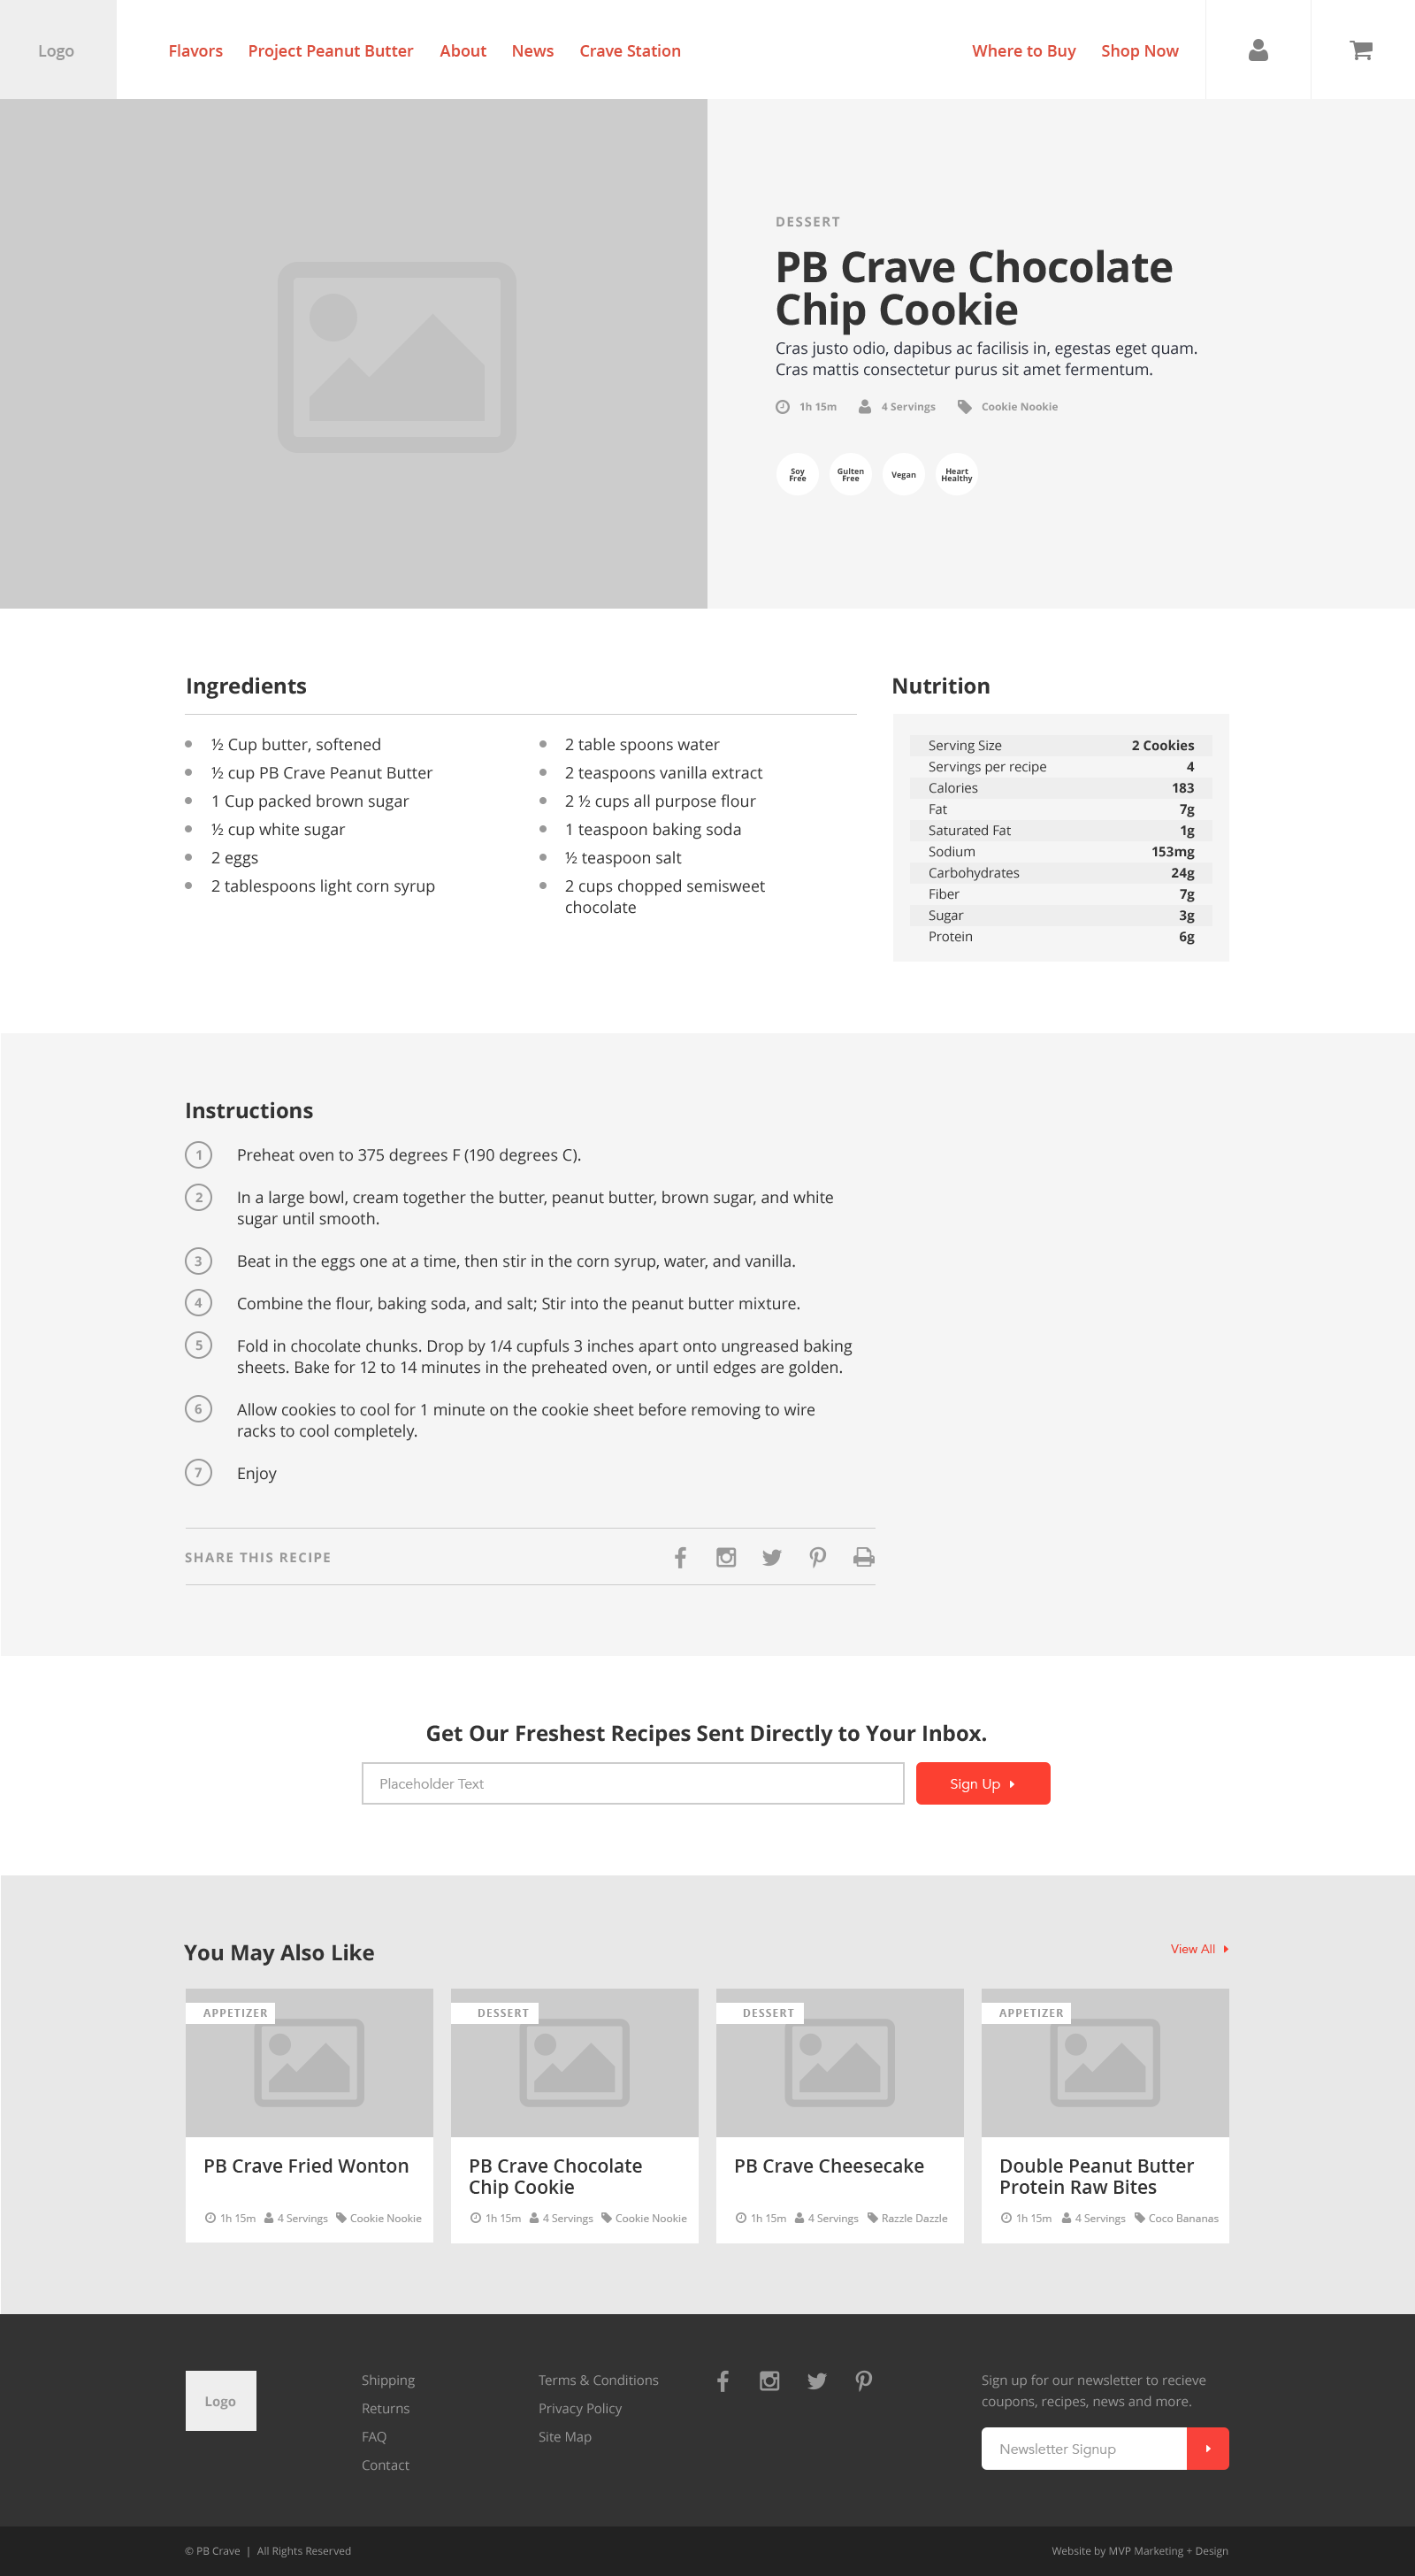 Logo
Flavors
Project Peanut Butter
About
News
Crave Station
Where to Buy
Shop Now
DESSERT
PB Crave Chocolate
Chip Cookie
Cras justo odio, dapibus ac facilisis in, egestas eget quam.
Cras mattis consectetur purus sit amet fermentum.
1h 15m
4 Servings
Cookie Nookie
Soy
Free
Gulten
Free
Vegan
Heart
Healthy
Ingredients
½ Cup butter, softened
½ cup PB Crave Peanut Butter
1 Cup packed brown sugar
½ cup white sugar
2 eggs
2 tablespoons light corn syrup
2 table spoons water
2 teaspoons vanilla extract
2 ½ cups all purpose flour
1 teaspoon baking soda
½ teaspoon salt
2 cups chopped semisweet
chocolate
Nutrition
Serving Size 2 Cookies
Servings per recipe 4
Calories 183
Fat 7g
Saturated Fat 1g
Sodium 153mg
Carbohydrates 24g
Fiber 7g
Sugar 3g
Protein 6g
Instructions
1 Preheat oven to 375 degrees F (190 degrees C).
2 In a large bowl, cream together the butter, peanut butter, brown sugar, and white
sugar until smooth.
3 Beat in the eggs one at a time, then stir in the corn syrup, water, and vanilla.
4 Combine the flour, baking soda, and salt; Stir into the peanut butter mixture.
5 Fold in chocolate chunks. Drop by 1/4 cupfuls 3 inches apart onto ungreased baking
sheets. Bake for 12 to 14 minutes in the preheated oven, or until edges are golden.
6 Allow cookies to cool for 1 minute on the cookie sheet before removing to wire
racks to cool completely.
7 Enjoy
SHARE THIS RECIPE
Get Our Freshest Recipes Sent Directly to Your Inbox.
Placeholder Text
Sign Up
You May Also Like
View All
APPETIZER
PB Crave Fried Wonton
1h 15m 4 Servings Cookie Nookie
DESSERT
PB Crave Chocolate
Chip Cookie
1h 15m 4 Servings Cookie Nookie
DESSERT
PB Crave Cheesecake
1h 15m 4 Servings Razzle Dazzle
APPETIZER
Double Peanut Butter
Protein Raw Bites
1h 15m 4 Servings Coco Bananas
Logo
Shipping
Returns
FAQ
Contact
Terms & Conditions
Privacy Policy
Site Map
Sign up for our newsletter to recieve
coupons, recipes, news and more.
Newsletter Signup
© PB Crave | All Rights Reserved
Website by MVP Marketing + Design